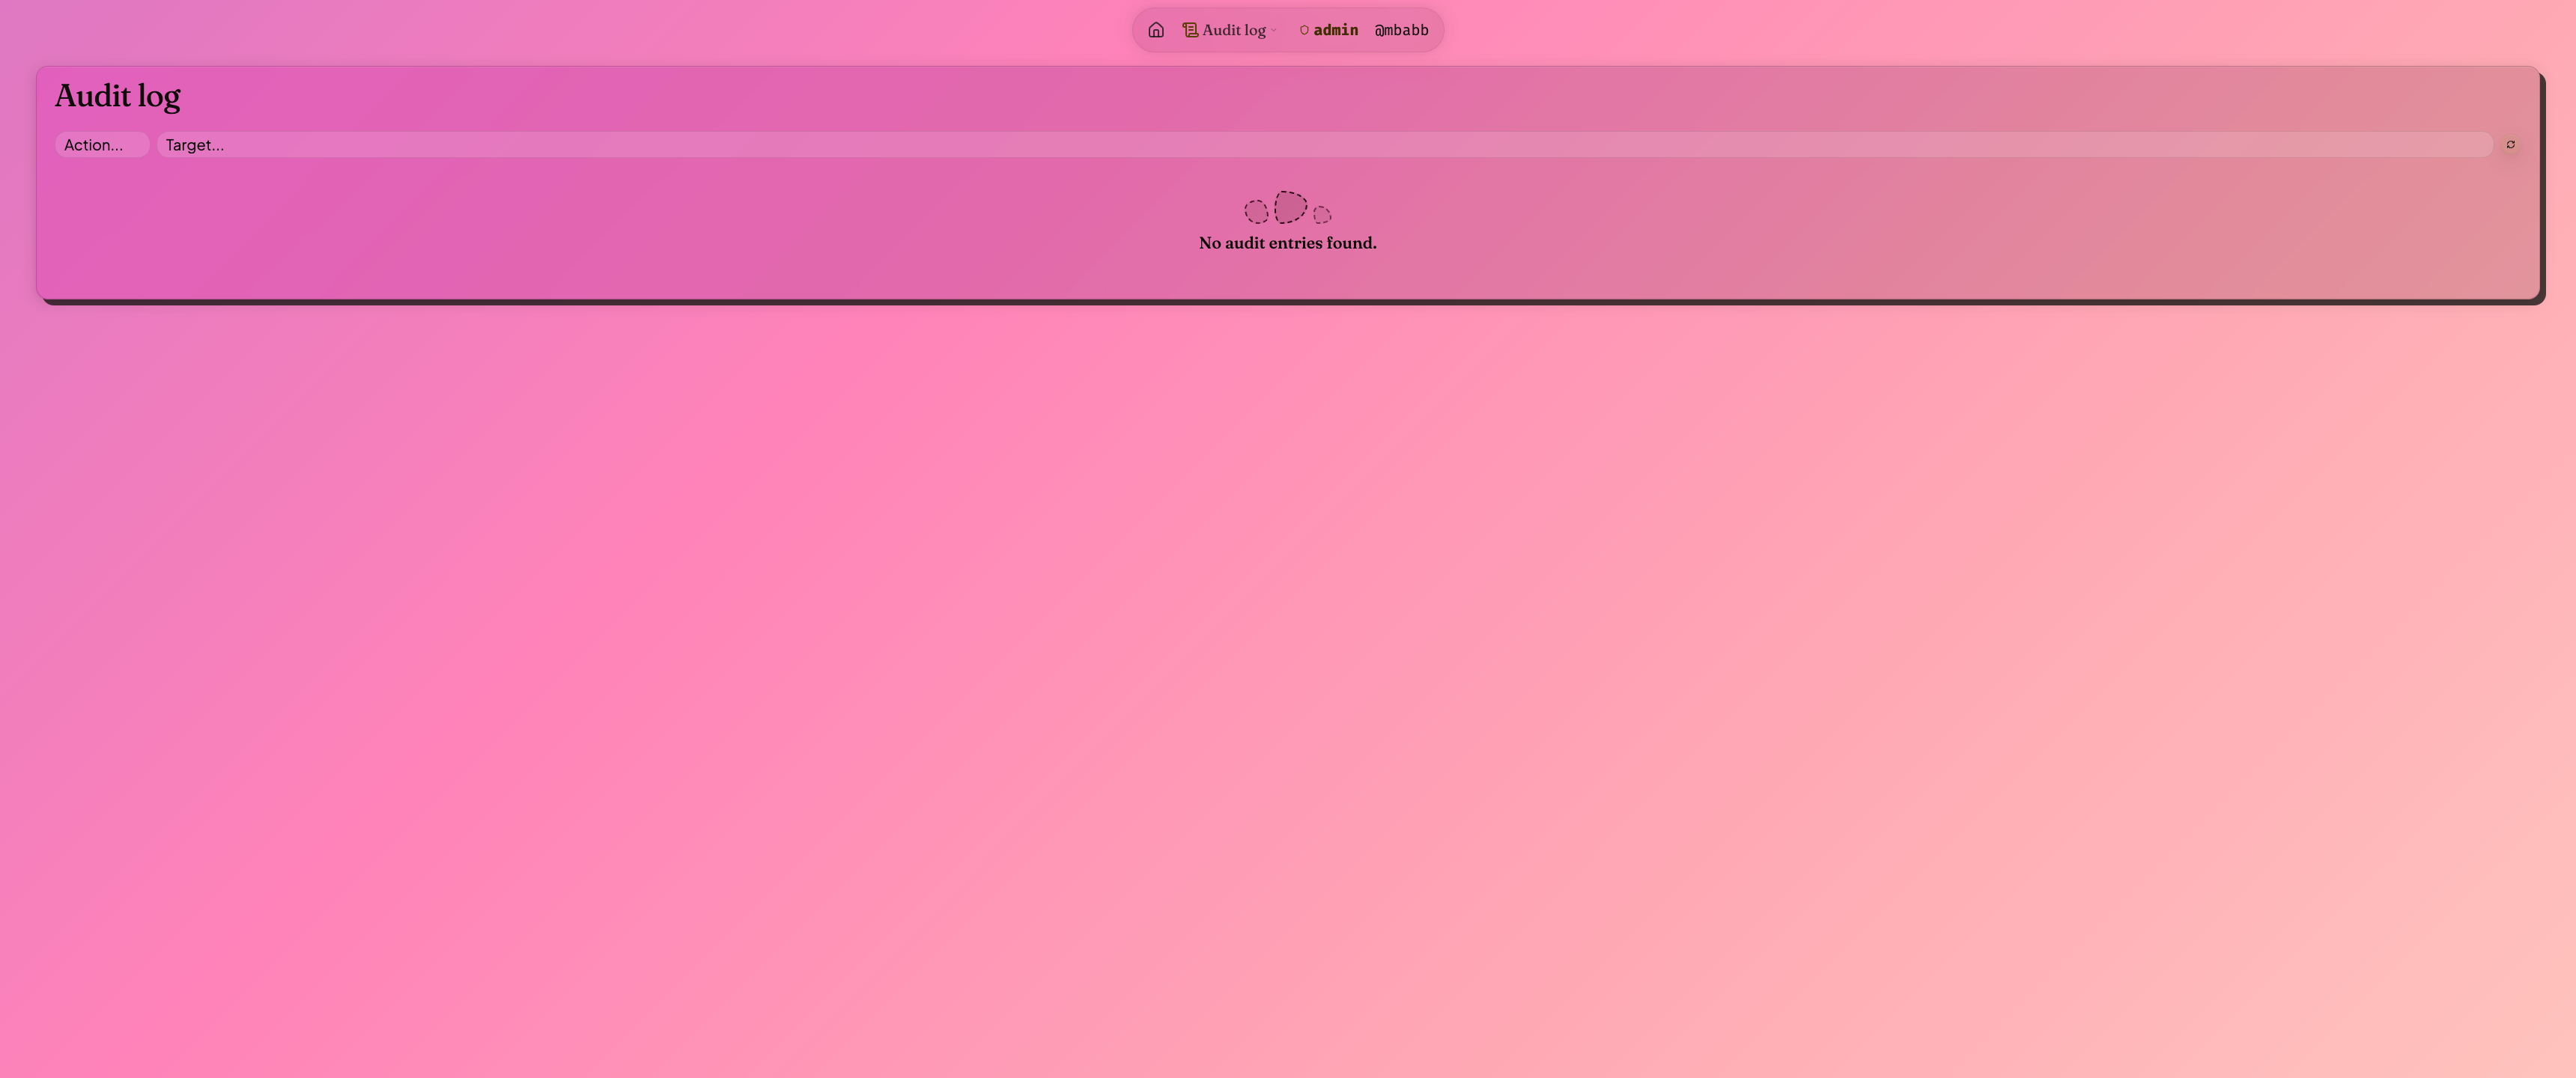 Audit log admin @mbabb
Audit log
Action... Target...
No audit entries found.